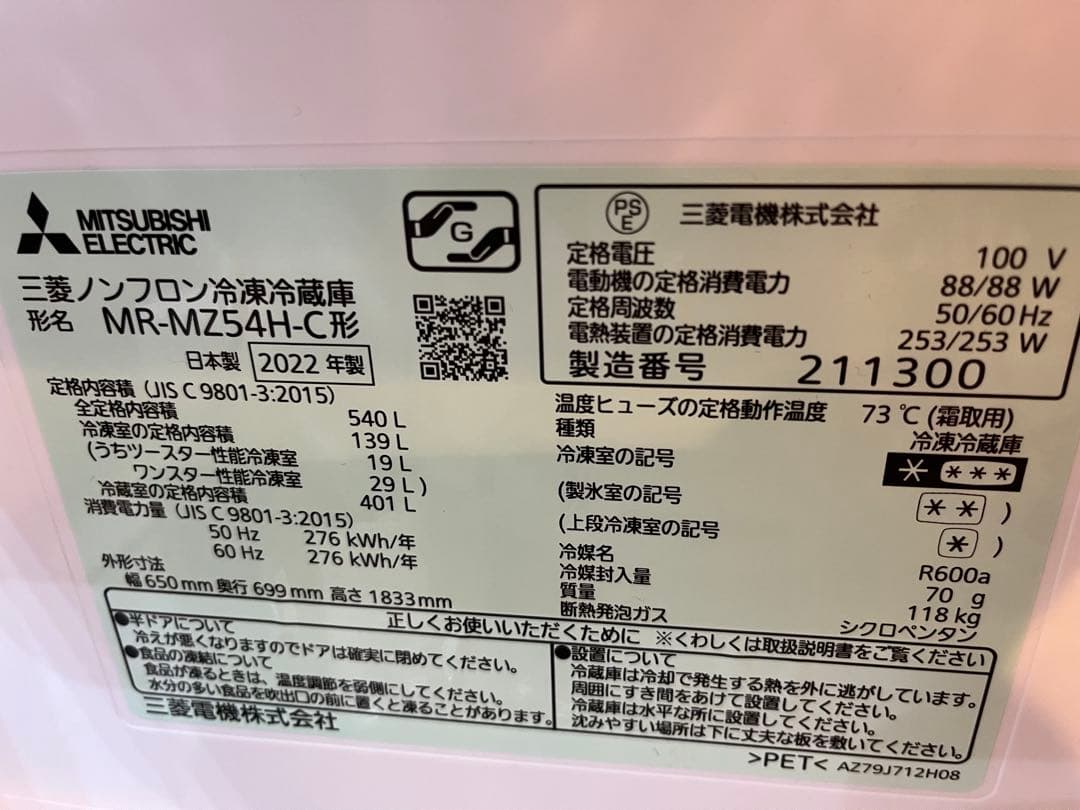 MITSUBISHI
ELECTRIC
G
三菱ノンフロン冷凍冷蔵庫
形名 MR-MZ54H-C形
日本製 2022年製
定格内容積（JIS C 9801-3:2015）
全定格内容積 540 L
冷凍室の定格内容積 139 L
(うちツースター性能冷凍室 19 L
ワンスター性能冷凍室 29 L)
冷蔵室の定格内容積 401 L
消費電力量（JIS C 9801-3:2015）
50 Hz 276 kWh/年
60 Hz 276 kWh/年
外形寸法
幅 650 mm 奥行 699 mm 高さ 1833 mm
PS
E 三菱電機株式会社
定格電圧 100 V
電動機の定格消費電力 88/88 W
定格周波数 50/60 Hz
電熱装置の定格消費電力 253/253 W
製造番号 211300
温度ヒューズの定格動作温度 73 ℃ (霜取用)
種類 冷凍冷蔵庫
冷凍室の記号 * ***
(製氷室の記号 ** )
(上段冷凍室の記号 * )
冷媒名 R600a
冷媒封入量 70 g
質量 118 kg
断熱発泡ガス シクロペンタン
正しくお使いいただくために ※くわしくは取扱説明書をご覧ください
●半ドアについて
冷えが悪くなりますのでドアは確実に閉めてください。
●食品の凍結について
食品が凍るときは、温度調節を弱側にしてください。
水分の多い食品を吹出口の前に置くと凍ることがあります。
●設置について
冷蔵庫は冷却で発生する熱を外に逃がしています。
周囲にすき間をあけて設置してください。
冷蔵庫は水平な所に設置してください。
沈みやすい場所は下に丈夫な板を敷いてください。
三菱電機株式会社
>PET< AZ79J712H08